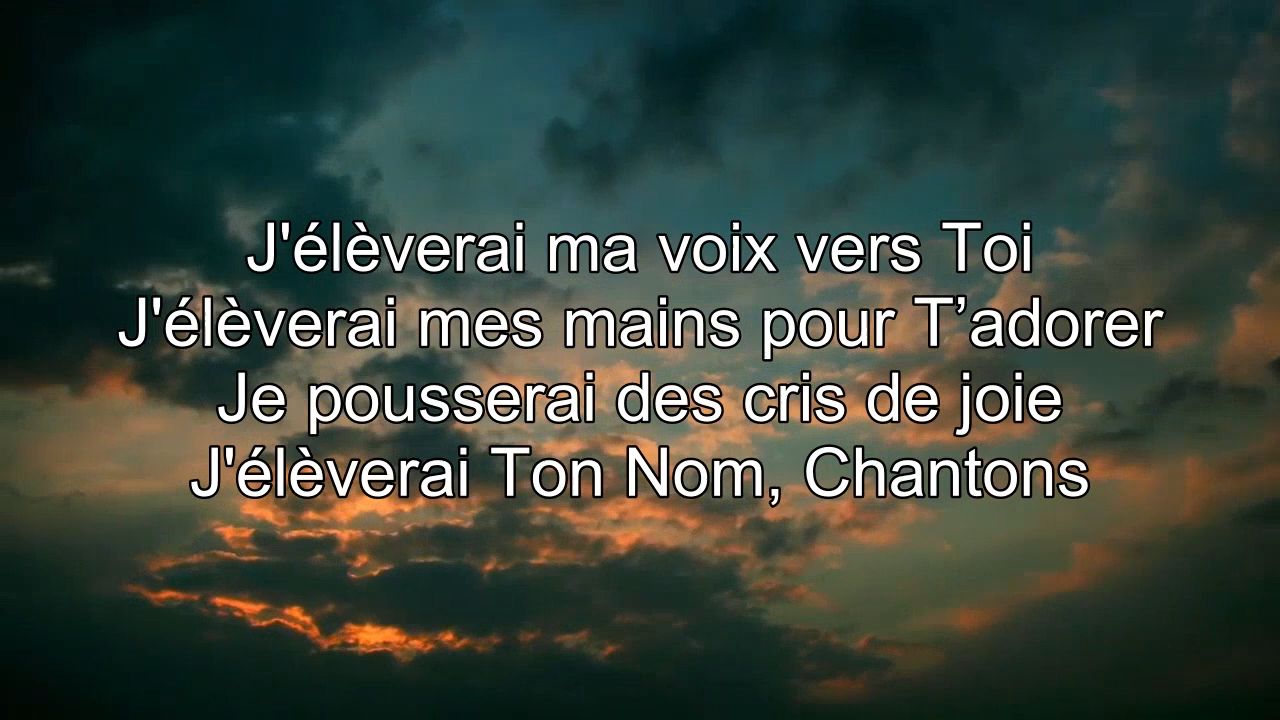 J'élèverai ma voix vers Toi
J'élèverai mes mains pour T’adorer
Je pousserai des cris de joie
J'élèverai Ton Nom, Chantons